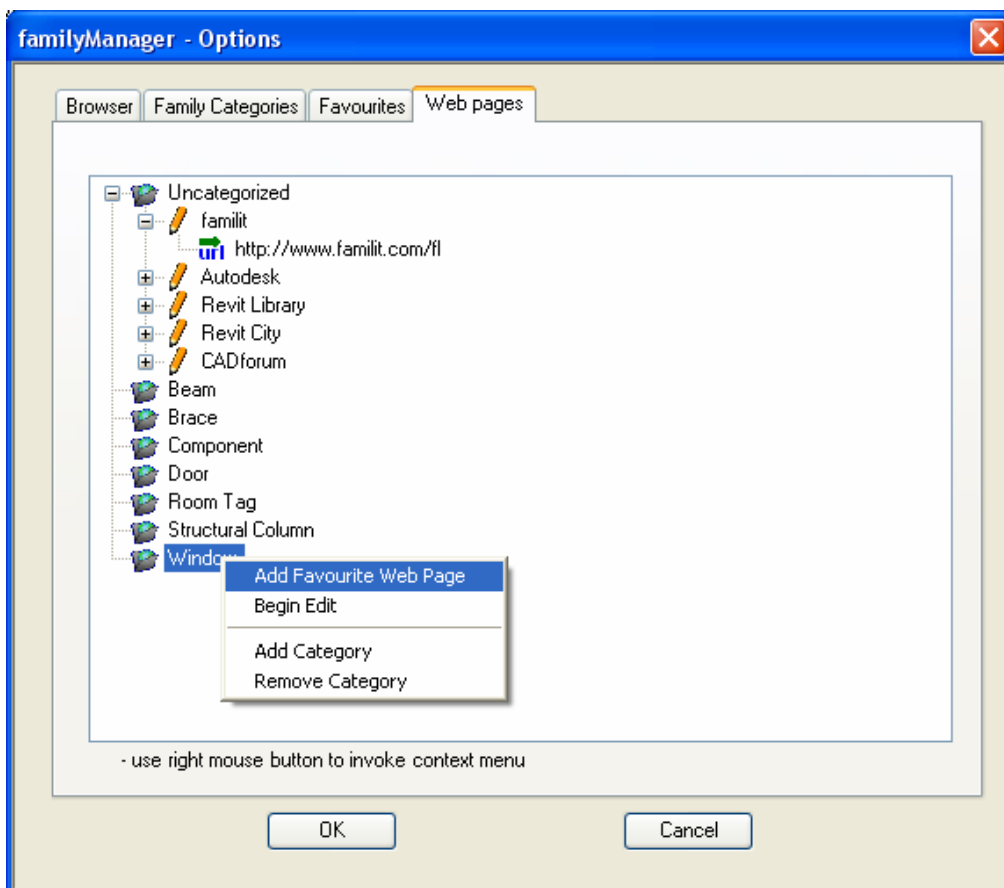 familyManager - Options
Browser Family Categories Favourites Web pages
Uncategorized
familit
url http://www.familit.com/fl
Autodesk
Revit Library
Revit City
CADforum
Beam
Brace
Component
Door
Room Tag
Structural Column
Window
Add Favourite Web Page
Begin Edit
Add Category
Remove Category
- use right mouse button to invoke context menu
OK Cancel